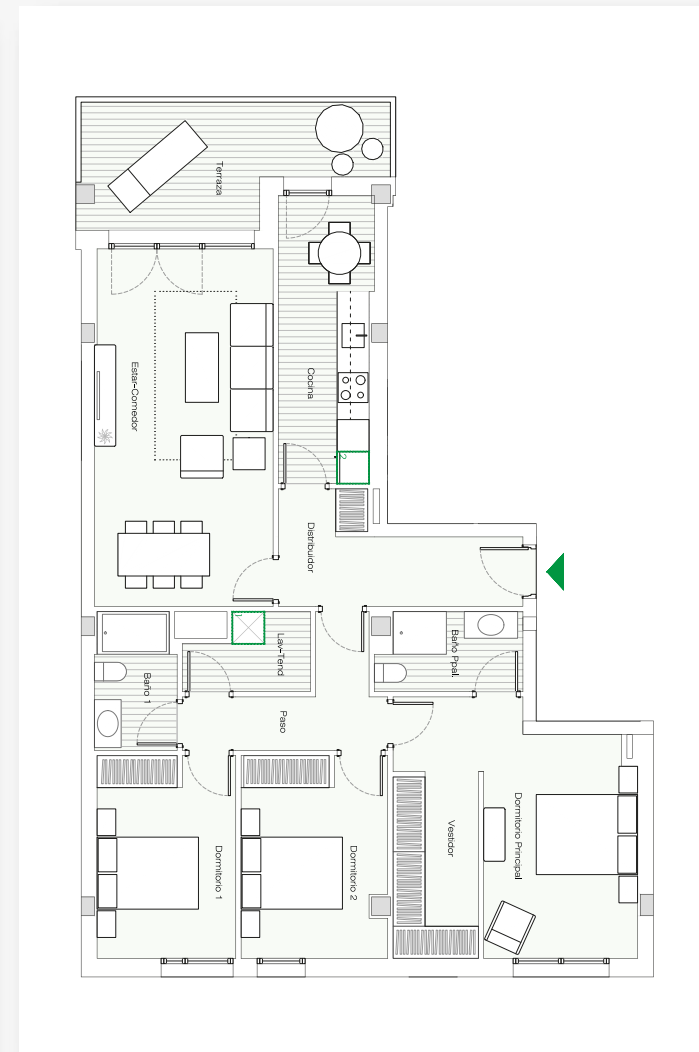 Terraza
Estar-Comedor
Cocina
Distribuidor
Lav-Tend
Baño Ppal.
Baño 1
Paso
Dormitorio 1
Dormitorio 2
Vestidor
Dormitorio Principal